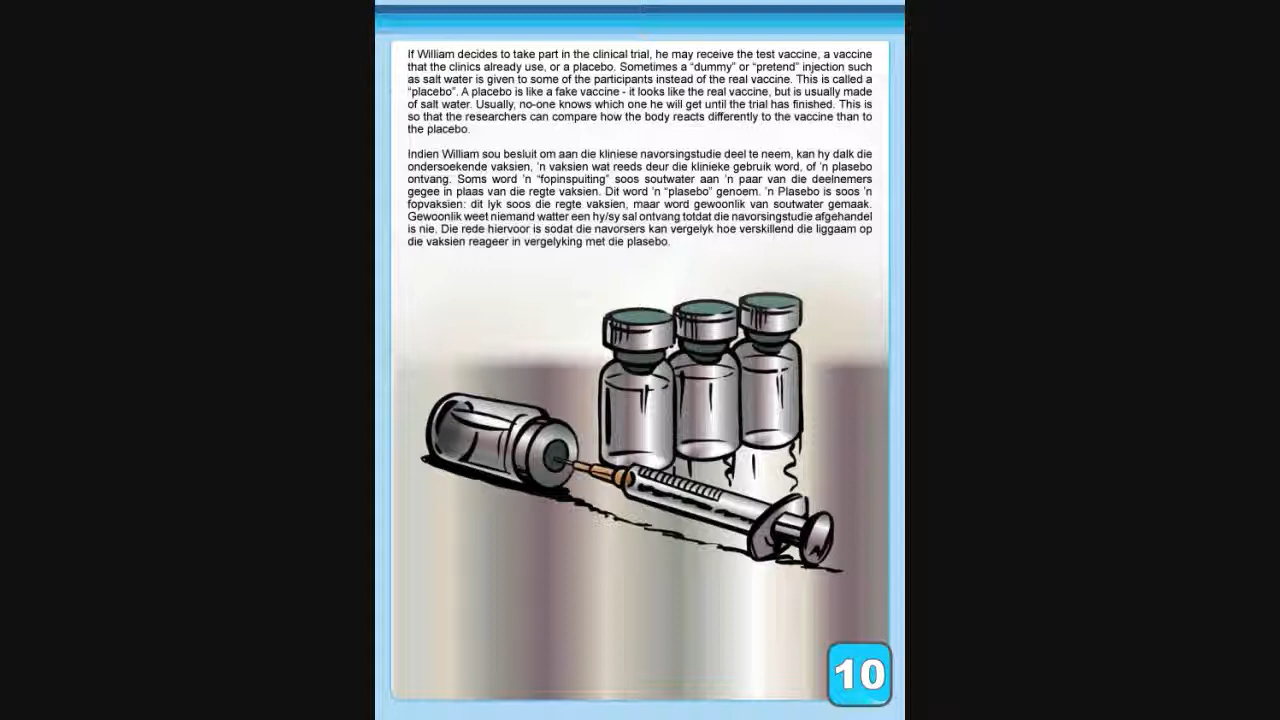 If William decides to take part in the clinical trial, he may receive the test vaccine, a vaccine
that the clinics already use, or a placebo. Sometimes a “dummy” or “pretend” injection such
as salt water is given to some of the participants instead of the real vaccine. This is called a
“placebo”. A placebo is like a fake vaccine - it looks like the real vaccine, but is usually made
of salt water. Usually, no-one knows which one he will get until the trial has finished. This is
so that the researchers can compare how the body reacts differently to the vaccine than to
the placebo.
Indien William sou besluit om aan die kliniese navorsingstudie deel te neem, kan hy dalk die
ondersoekende vaksien, ’n vaksien wat reeds deur die klinieke gebruik word, of ’n plasebo
ontvang. Soms word ’n “fopinspuiting” soos soutwater aan ’n paar van die deelnemers
gegee in plaas van die regte vaksien. Dit word ’n “plasebo” genoem. ’n Plasebo is soos ’n
fopvaksien: dit lyk soos die regte vaksien, maar word gewoonlik van soutwater gemaak.
Gewoonlik weet niemand watter een hy/sy sal ontvang totdat die navorsingstudie afgehandel
is nie. Die rede hiervoor is sodat die navorsers kan vergelyk hoe verskillend die liggaam op
die vaksien reageer in vergelyking met die plasebo.
10